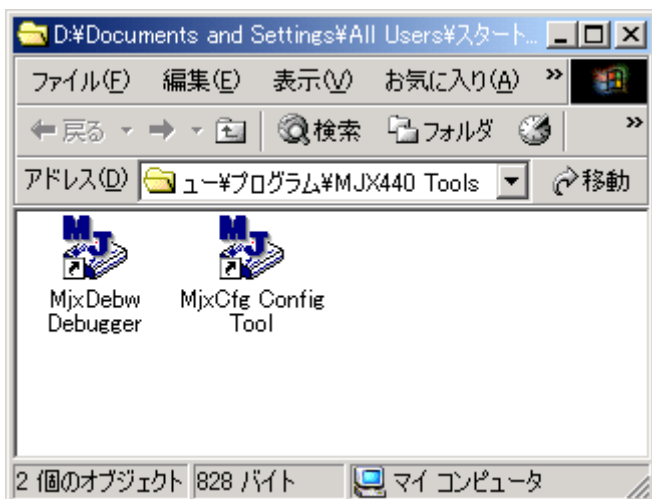 D:¥Documents and Settings¥All Users¥スタート...
ファイル(F) 編集(E) 表示(V) お気に入り(A) »
戻る 検索 フォルダ »
アドレス(D) ュー¥プログラム¥MJX440 Tools 移動
MJ MJ
MjxDebw Debugger
MjxCfg Config Tool
2 個のオブジェクト 828 バイト マイ コンピュータ